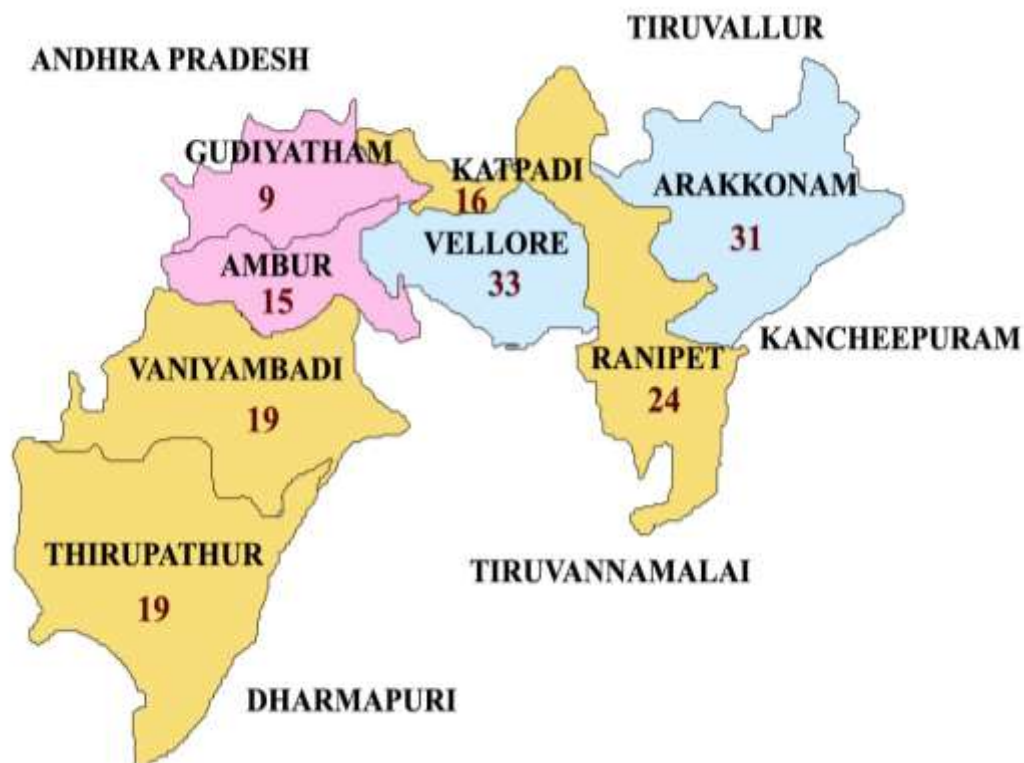 TIRUVALLUR
ANDHRA PRADESH
GUDIYATHAM
9
KATPADI
16
ARAKKONAM
31
VELLORE
33
AMBUR
15
KANCHEEPURAM
RANIPET
24
VANIYAMBADI
19
THIRUPATHUR
19
TIRUVANNAMALAI
DHARMAPURI